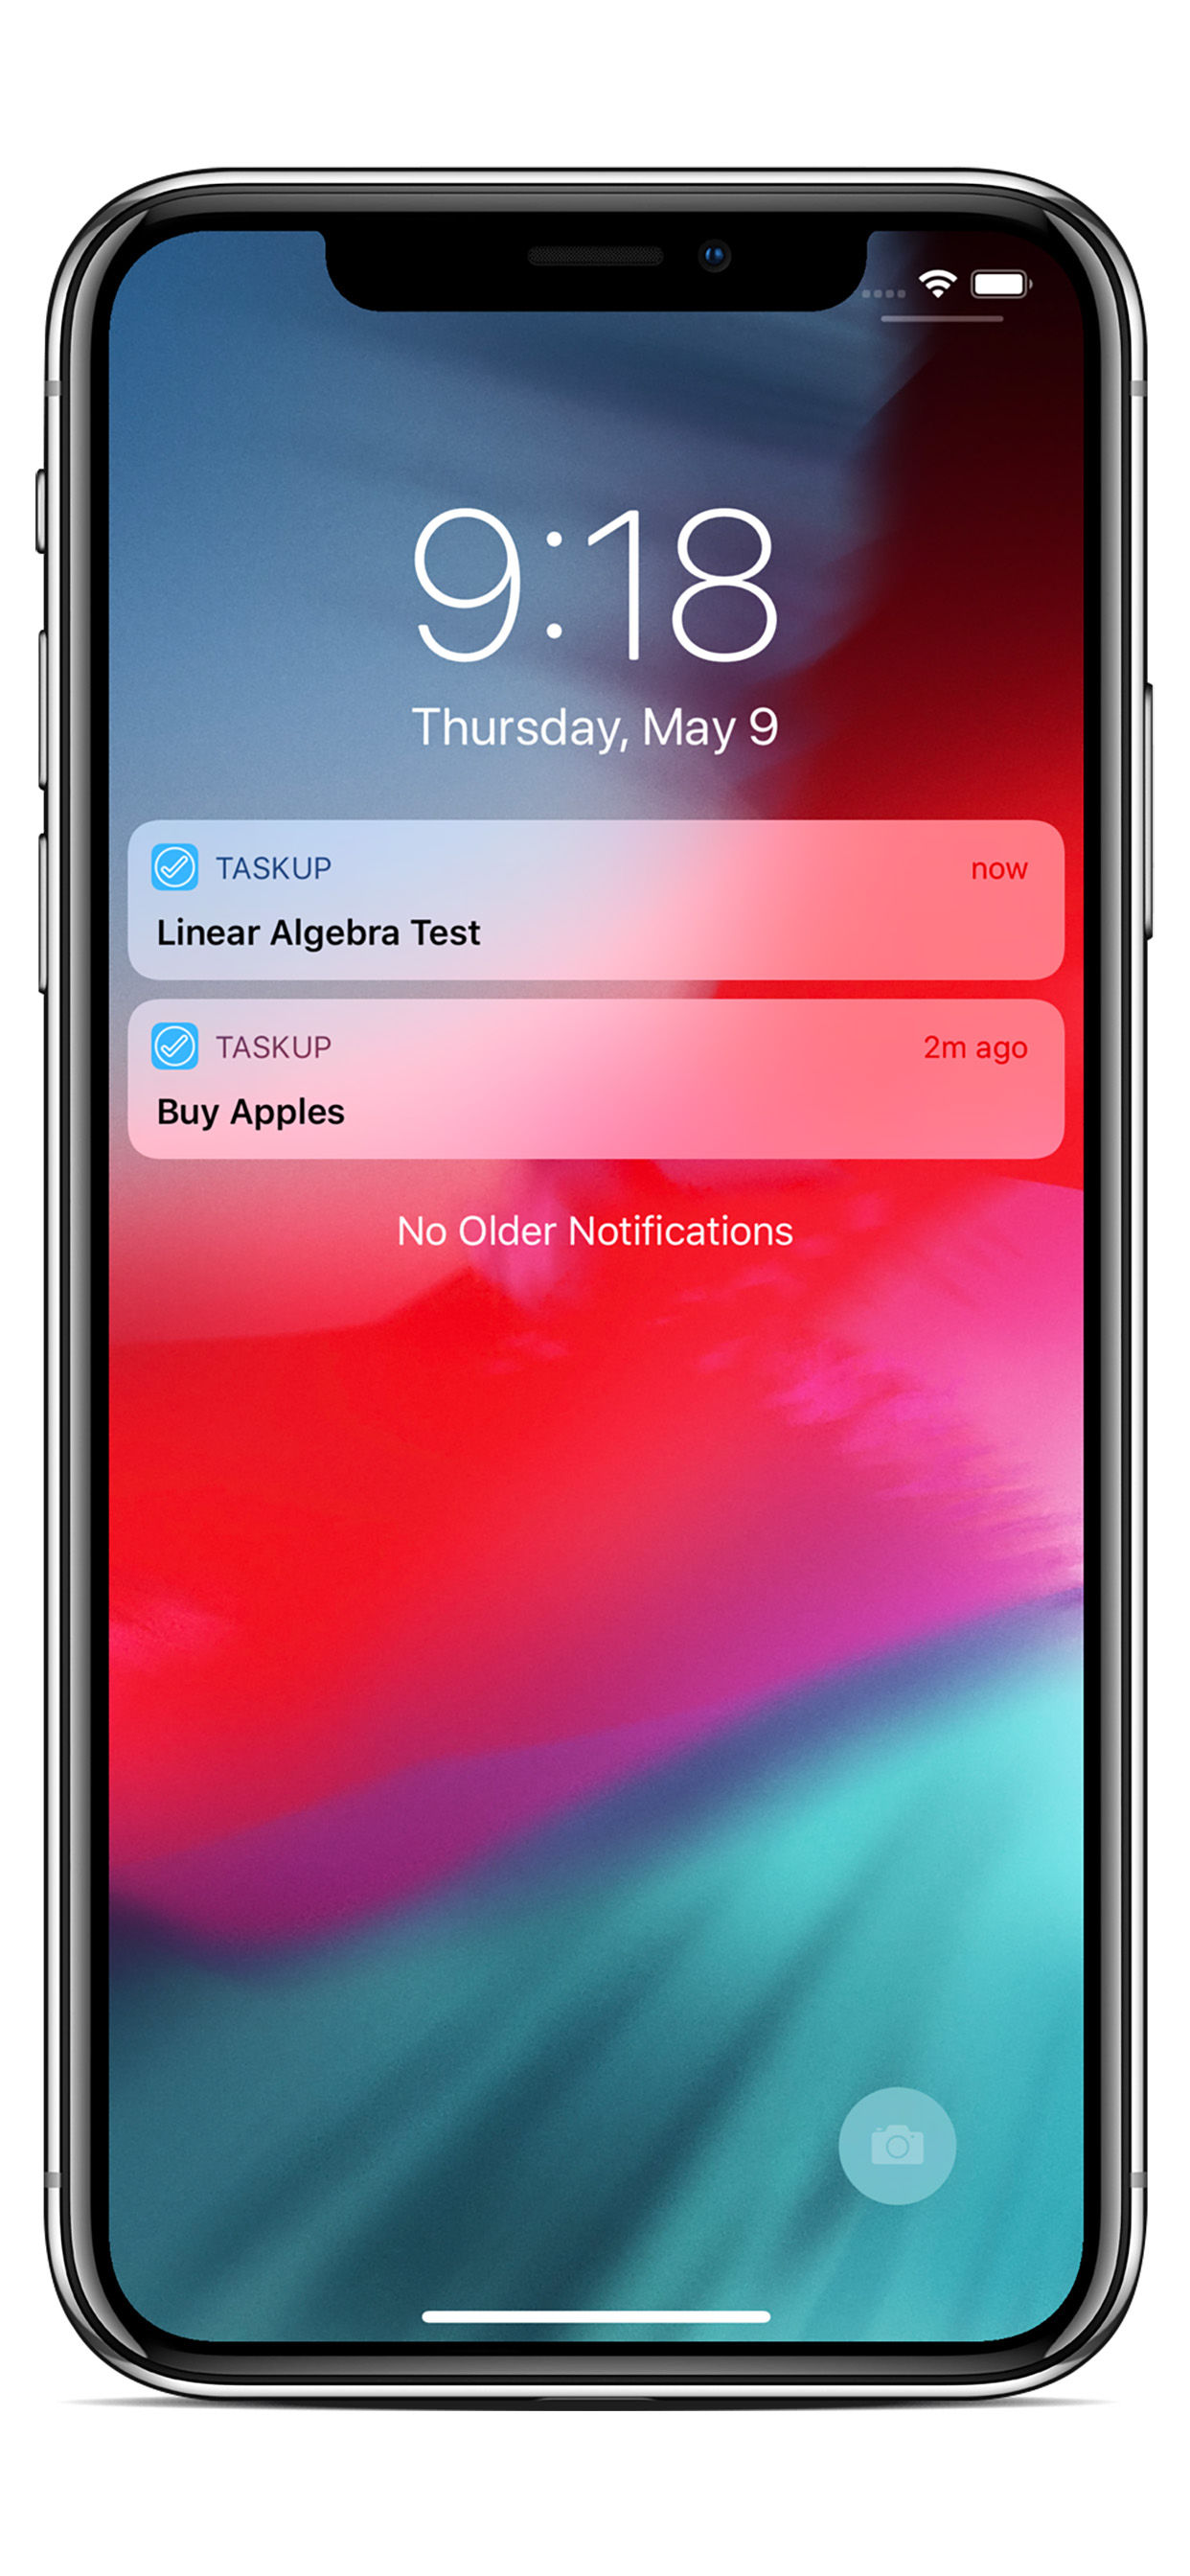 9:18
Thursday, May 9
TASKUP now
Linear Algebra Test
TASKUP 2m ago
Buy Apples
No Older Notifications